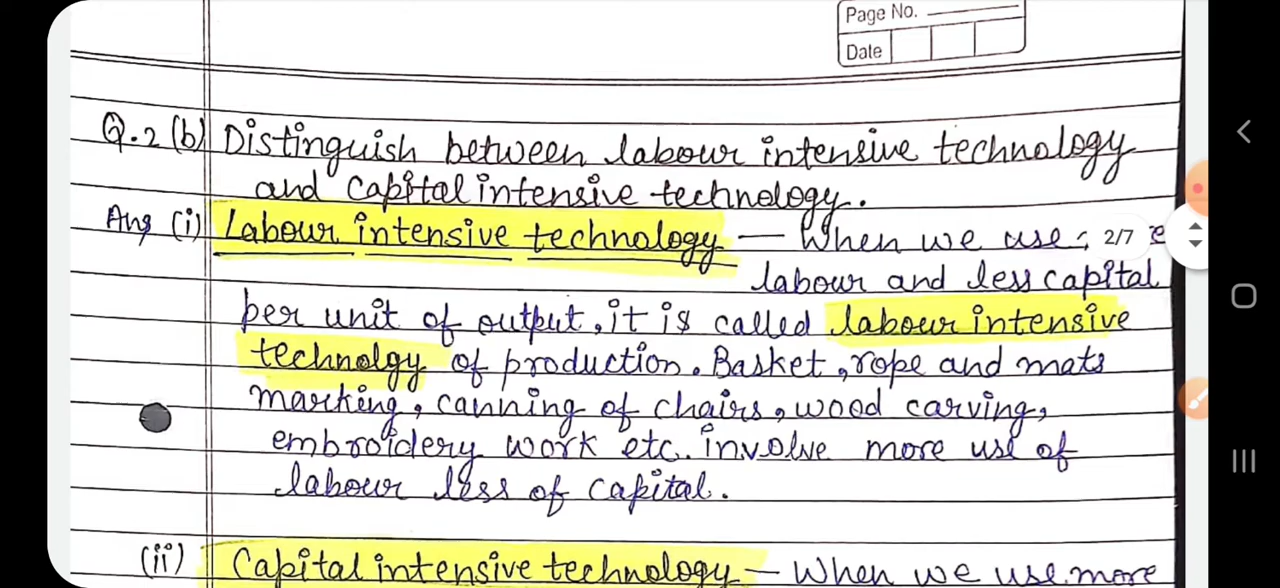 Page No.
Date
Q.2 (b) Distinguish between labour intensive technology
and capital intensive technology.
Ans (i) Labour intensive technology — When we use
2/7
labour and less capital
per unit of output, it is called labour intensive
technolgy of production. Basket, rope and mats
marking, canning of chairs, wood carving,
embroidery work etc. involve more use of
labour less of capital.
(ii) Capital intensive technology — When we use more